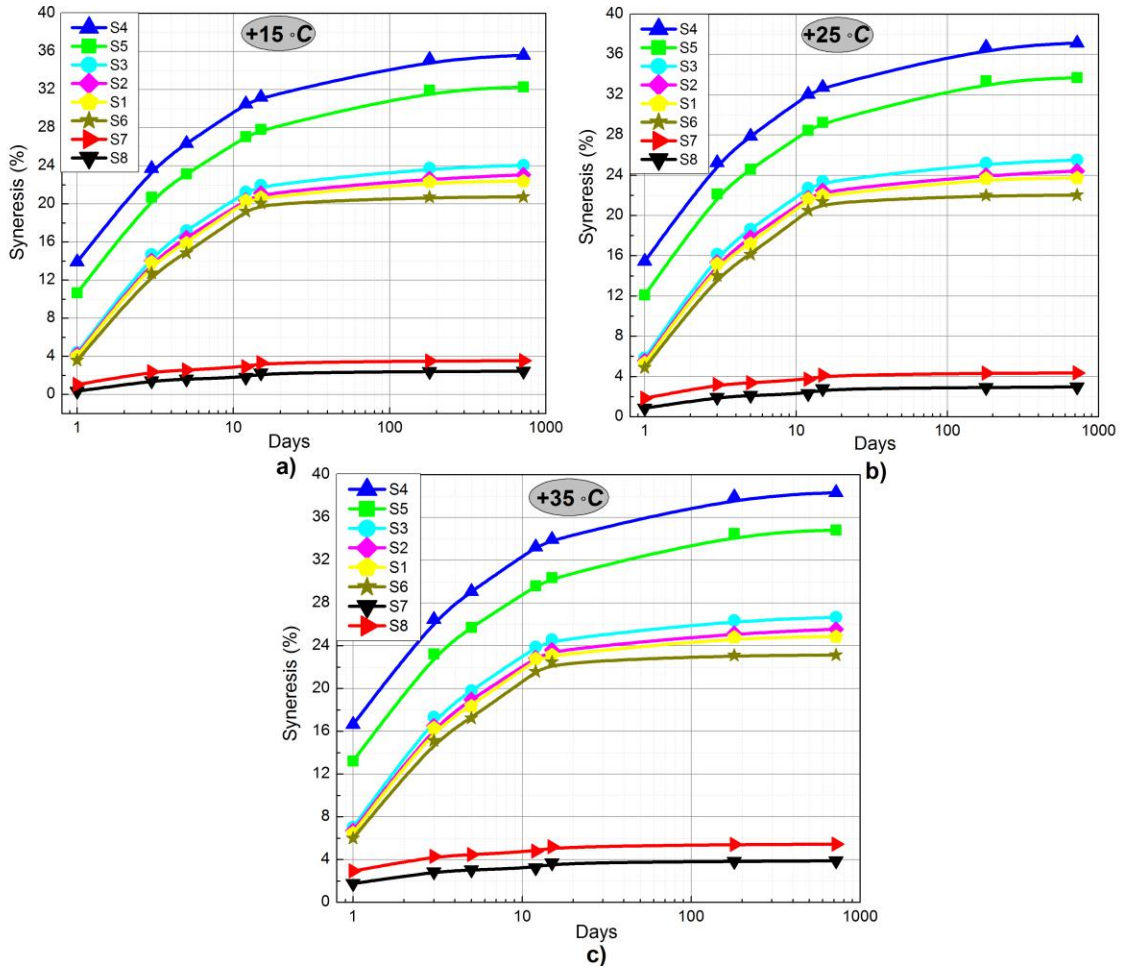 +15 °C
40
36
32
28
24
20
16
12
8
4
0
Syneresis (%)
S4
S5
S3
S2
S1
S6
S7
S8
1
10
100
1000
Days
a)
+25 °C
40
36
32
28
24
20
16
12
8
4
0
S4
S5
S3
S2
S1
S6
S7
S8
1
10
100
1000
Days
b)
+35 °C
40
36
32
28
24
20
16
12
8
4
0
Syneresis (%)
S4
S5
S3
S2
S1
S6
S7
S8
1
10
100
1000
Days
c)